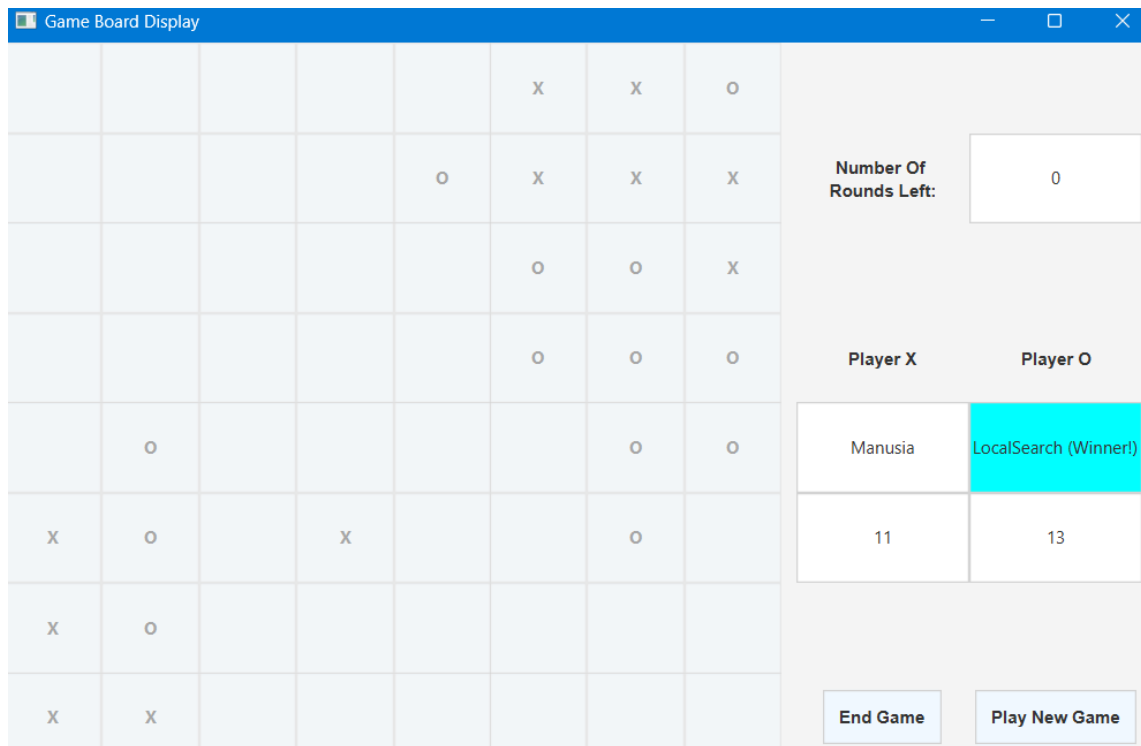 Game Board Display
X X O
O X X X
O O X
O O O
O O O
X O X O
X O
X X
Number Of
Rounds Left:
0
Player X Player O
Manusia LocalSearch (Winner!)
11 13
End Game Play New Game